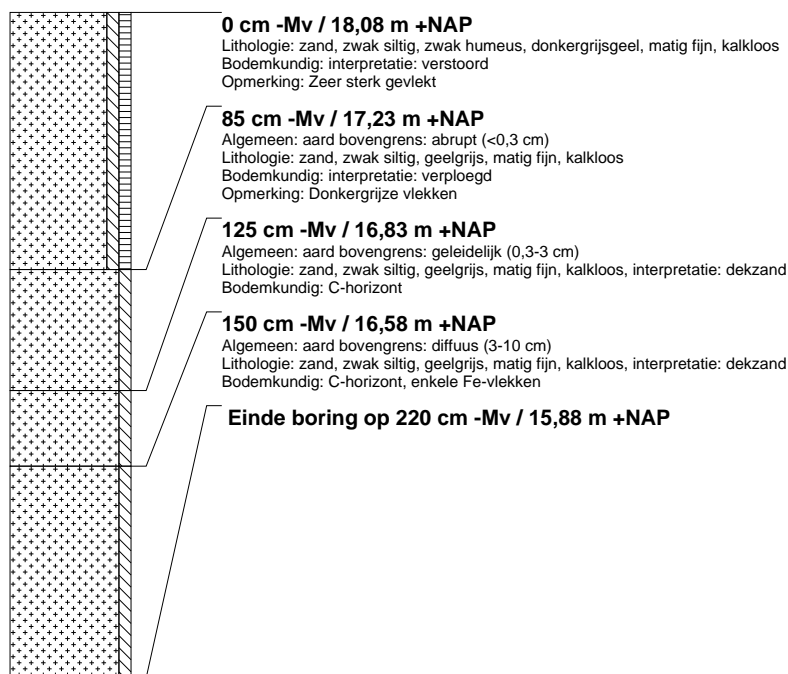 0 cm -Mv / 18,08 m +NAP
Lithologie: zand, zwak siltig, zwak humeus, donkergrijsgeel, matig fijn, kalkloos
Bodemkundig: interpretatie: verstoord
Opmerking: Zeer sterk gevlekt
85 cm -Mv / 17,23 m +NAP
Algemeen: aard bovengrens: abrupt (<0,3 cm)
Lithologie: zand, zwak siltig, geelgrijs, matig fijn, kalkloos
Bodemkundig: interpretatie: verploegd
Opmerking: Donkergrijze vlekken
125 cm -Mv / 16,83 m +NAP
Algemeen: aard bovengrens: geleidelijk (0,3-3 cm)
Lithologie: zand, zwak siltig, geelgrijs, matig fijn, kalkloos, interpretatie: dekzand
Bodemkundig: C-horizont
150 cm -Mv / 16,58 m +NAP
Algemeen: aard bovengrens: diffuus (3-10 cm)
Lithologie: zand, zwak siltig, geelgrijs, matig fijn, kalkloos, interpretatie: dekzand
Bodemkundig: C-horizont, enkele Fe-vlekken
Einde boring op 220 cm -Mv / 15,88 m +NAP